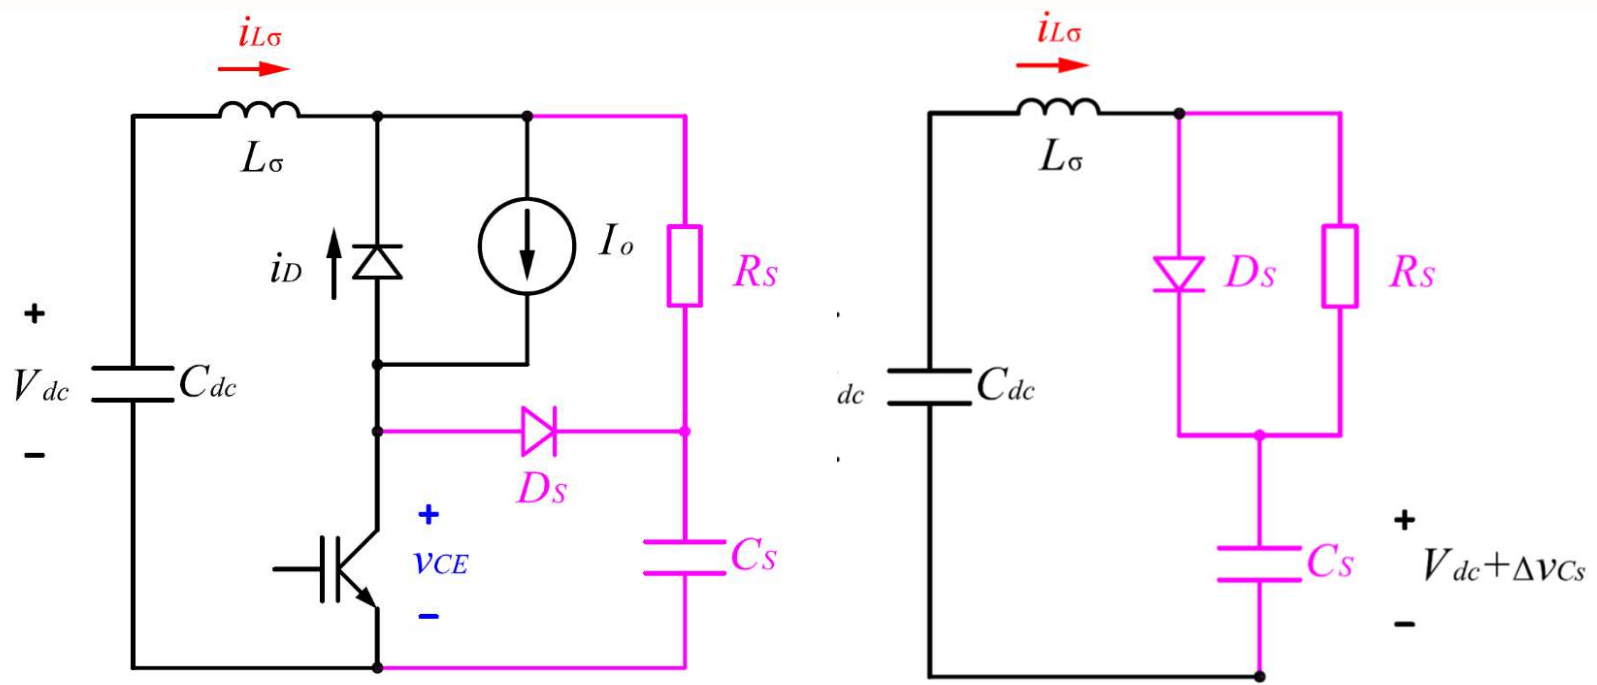 iLσ
Lσ
iD
Io
RS
+
Vdc
−
Cdc
DS
+
vCE
−
CS
iLσ
Lσ
DS
RS
dc
Cdc
CS
+
Vdc+ΔvCs
−